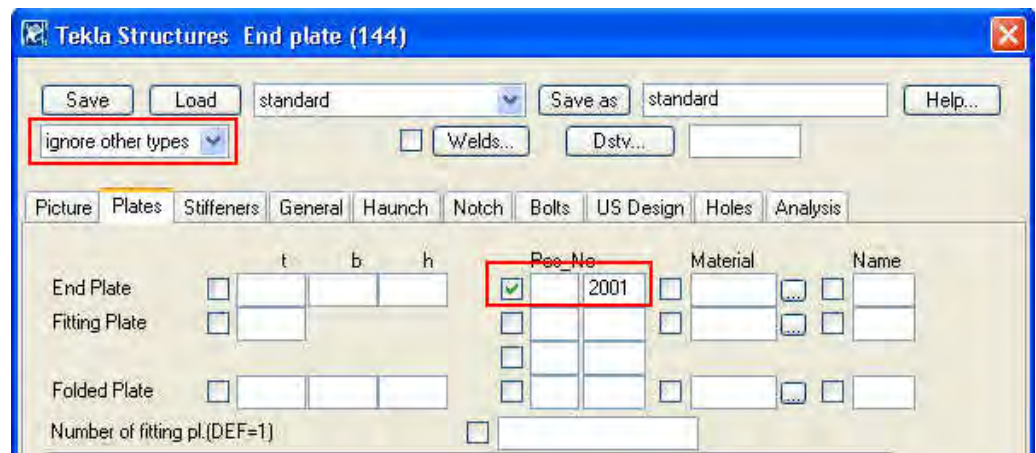 Tekla Structures End plate (144)
Save Load standard Save as standard Help...
ignore other types Welds... Dstv...
Picture Plates Stiffeners General Haunch Notch Bolts US Design Holes Analysis
t b h Pos_No Material Name
End Plate 2001 ...
Fitting Plate ...
Folded Plate ...
Number of fitting pl.(DEF=1)